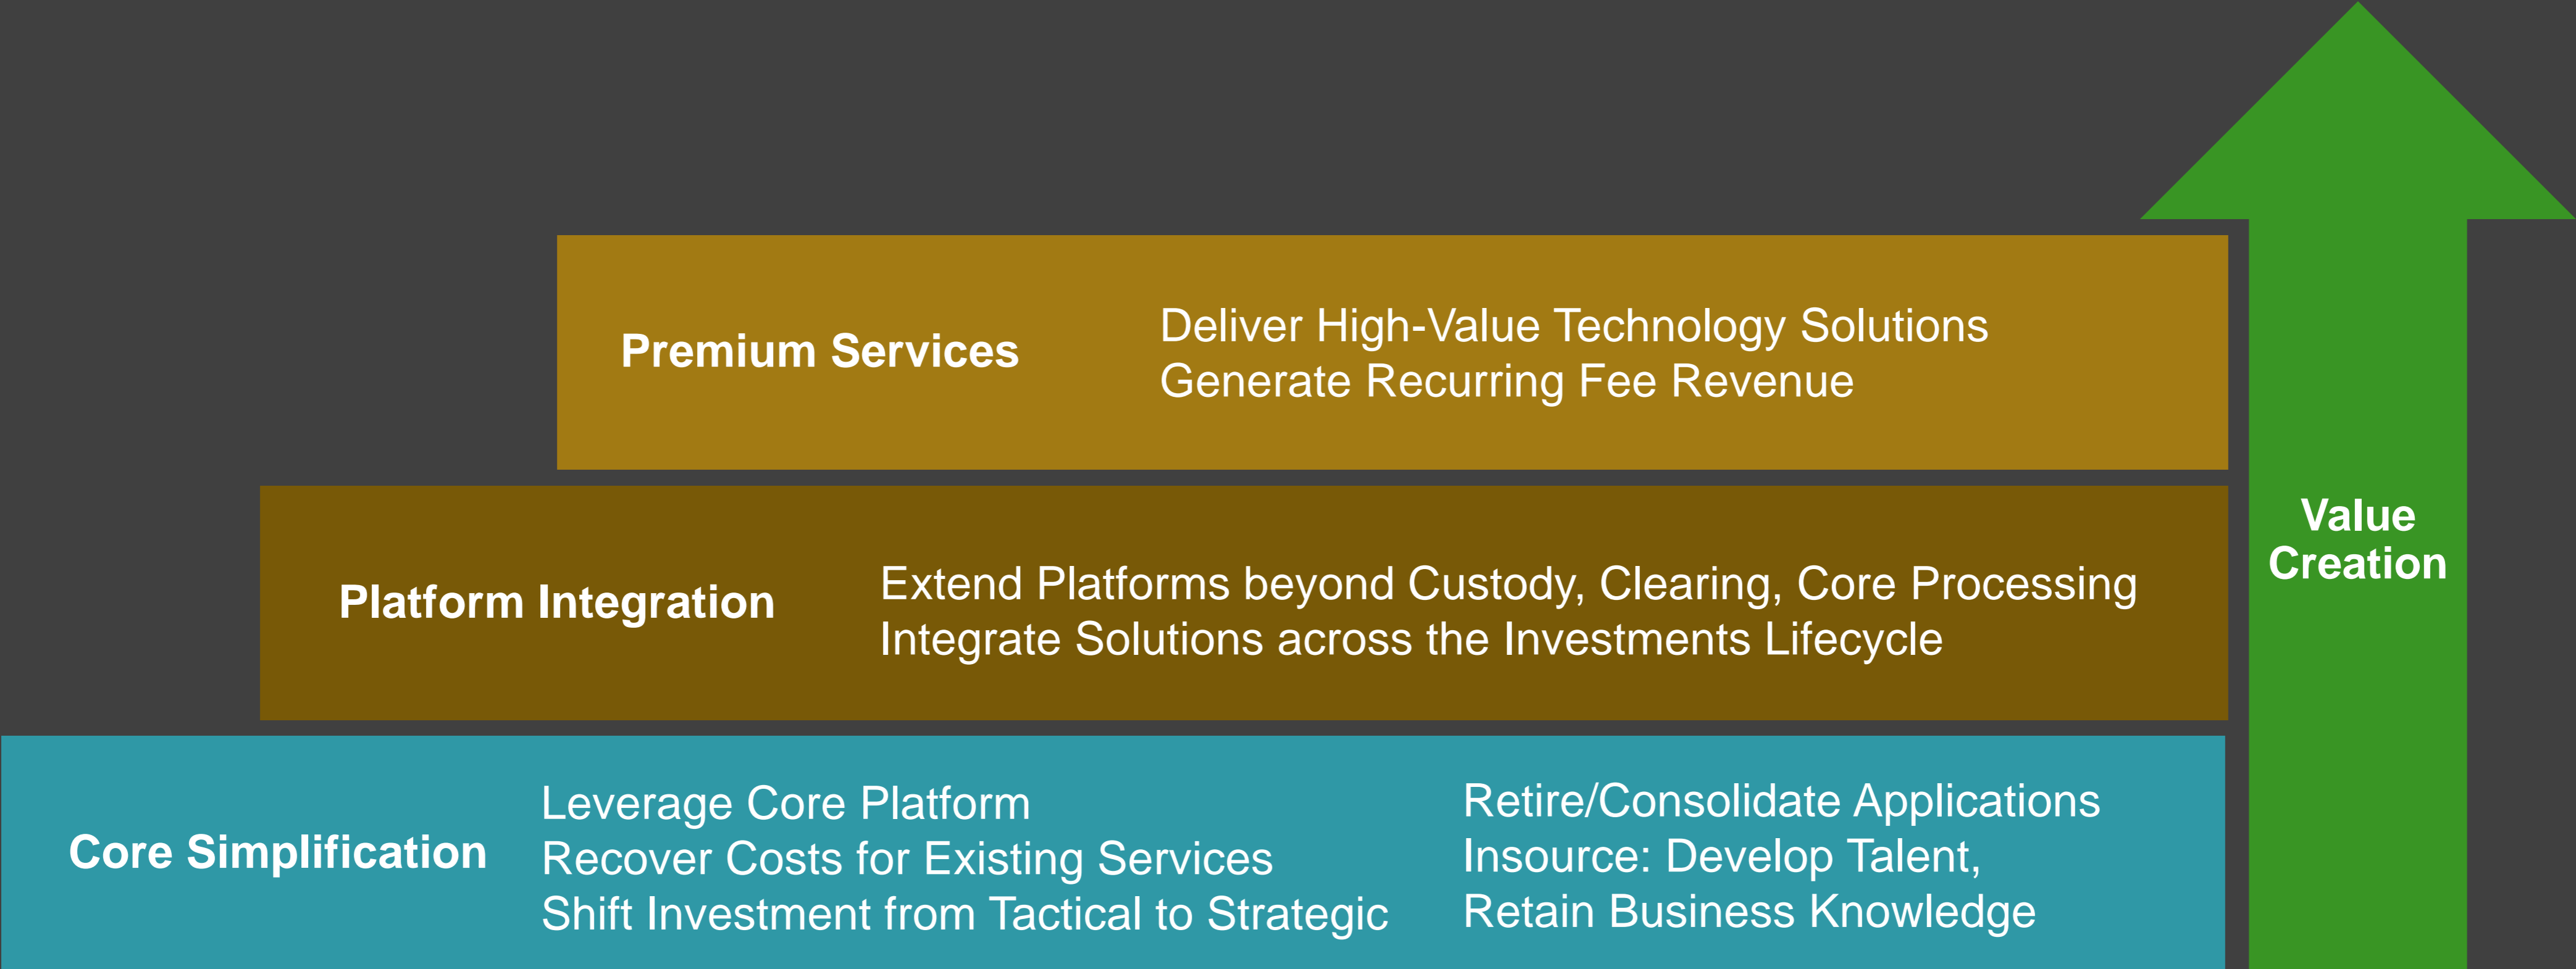 Premium Services
Deliver High-Value Technology Solutions
Generate Recurring Fee Revenue
Platform Integration
Extend Platforms beyond Custody, Clearing, Core Processing
Integrate Solutions across the Investments Lifecycle
Core Simplification
Leverage Core Platform
Recover Costs for Existing Services
Shift Investment from Tactical to Strategic
Retire/Consolidate Applications
Insource: Develop Talent,
Retain Business Knowledge
Value
Creation